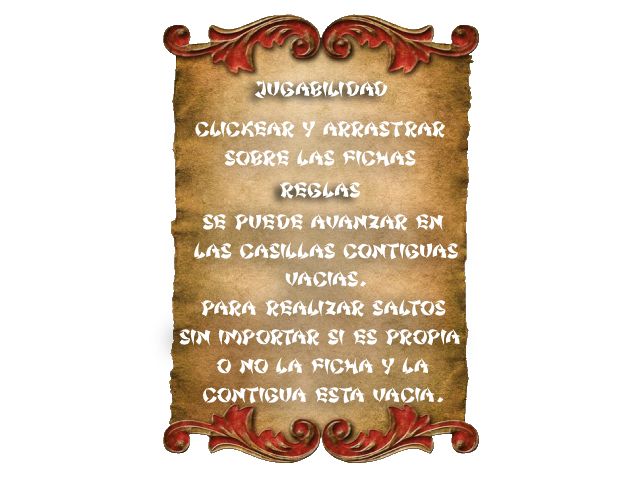 JUGABILIDAD
CLICKEAR Y ARRASTRAR
SOBRE LAS FICHAS
REGLAS
SE PUEDE AVANZAR EN
LAS CASILLAS CONTIGUAS
VACIAS.
PARA REALIZAR SALTOS
SIN IMPORTAR SI ES PROPIA
O NO LA FICHA Y LA
CONTIGUA ESTA VACIA.